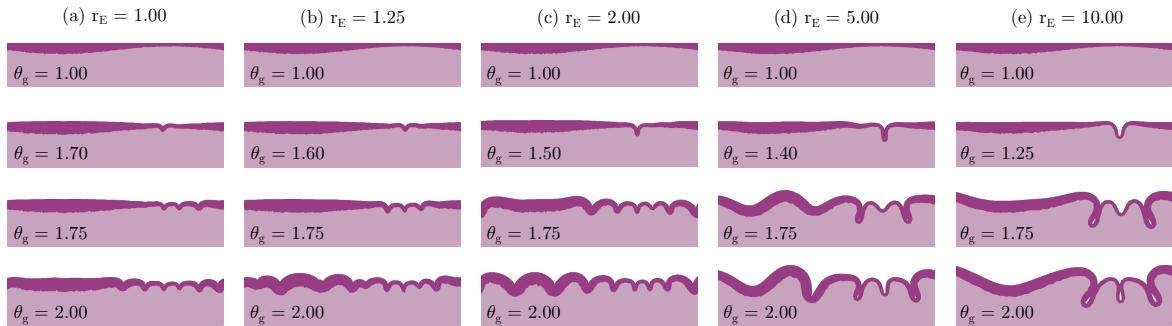 (a) r_E = 1.00 (b) r_E = 1.25 (c) r_E = 2.00 (d) r_E = 5.00 (e) r_E = 10.00
θ_g = 1.00 θ_g = 1.00 θ_g = 1.00 θ_g = 1.00 θ_g = 1.00
θ_g = 1.70 θ_g = 1.60 θ_g = 1.50 θ_g = 1.40 θ_g = 1.25
θ_g = 1.75 θ_g = 1.75 θ_g = 1.75 θ_g = 1.75 θ_g = 1.75
θ_g = 2.00 θ_g = 2.00 θ_g = 2.00 θ_g = 2.00 θ_g = 2.00